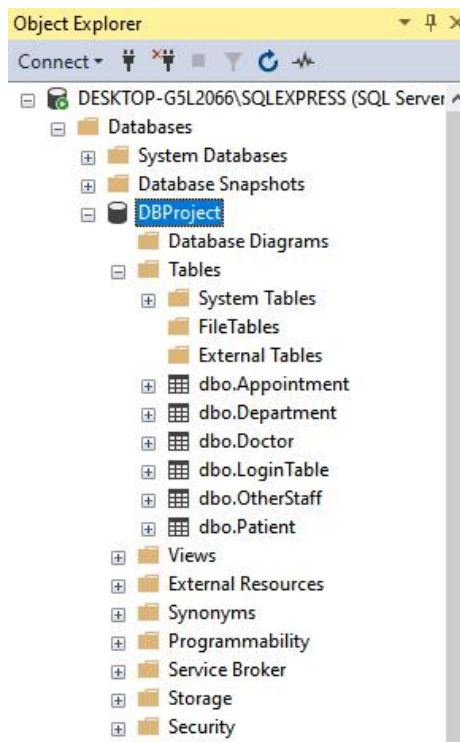 Object Explorer
Connect
DESKTOP-G5L2066\SQLEXPRESS (SQL Server
Databases
System Databases
Database Snapshots
DBProject
Database Diagrams
Tables
System Tables
FileTables
External Tables
dbo.Appointment
dbo.Department
dbo.Doctor
dbo.LoginTable
dbo.OtherStaff
dbo.Patient
Views
External Resources
Synonyms
Programmability
Service Broker
Storage
Security